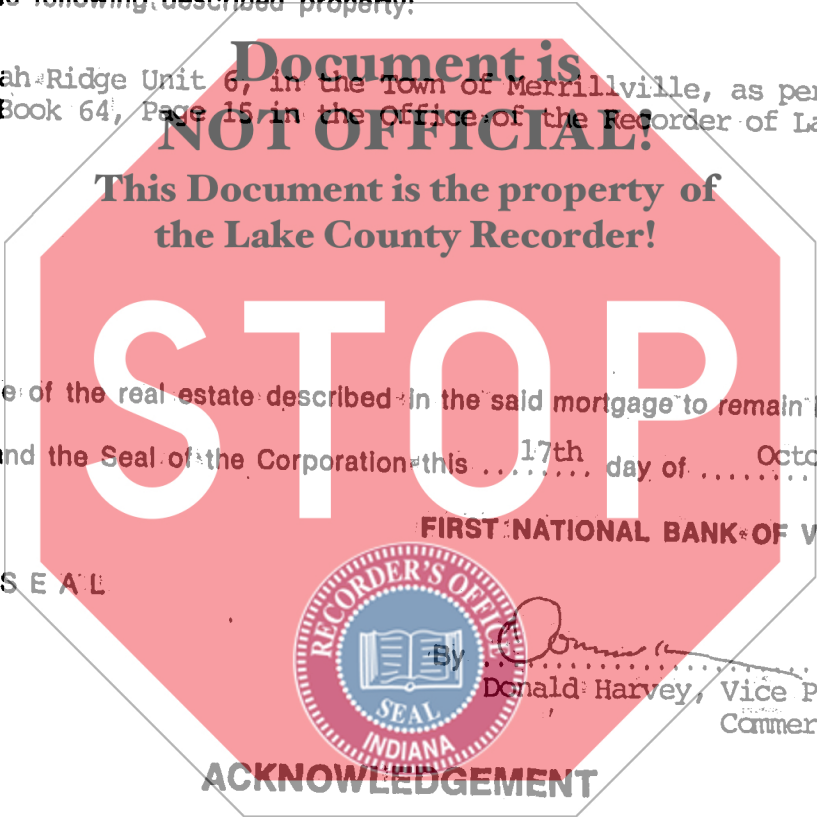 following described property:
Document is
ah Ridge Unit 6, in the Town of Merrillville, as per
Book 64, Page 15 in the Office of the Recorder of La
NOT OFFICIAL!
This Document is the property of
the Lake County Recorder!
STOP
e of the real estate described in the said mortgage to remain
and the Seal of the Corporation this 17th day of Octo
FIRST NATIONAL BANK OF V
SEAL
RECORDER'S OFFICE
SEAL
INDIANA
By
Donald Harvey, Vice P
Commer
ACKNOWLEDGEMENT